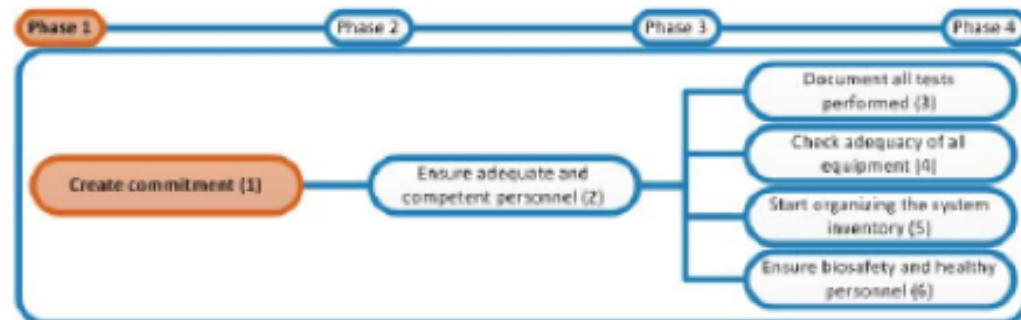 Phase 1
Phase 2
Phase 3
Phase 4
Create commitment (1)
Ensure adequate and
competent personnel (2)
Document all tests
performed (3)
Check adequacy of all
equipment (4)
Start organizing the system
inventory (5)
Ensure biosafety and healthy
personnel (6)